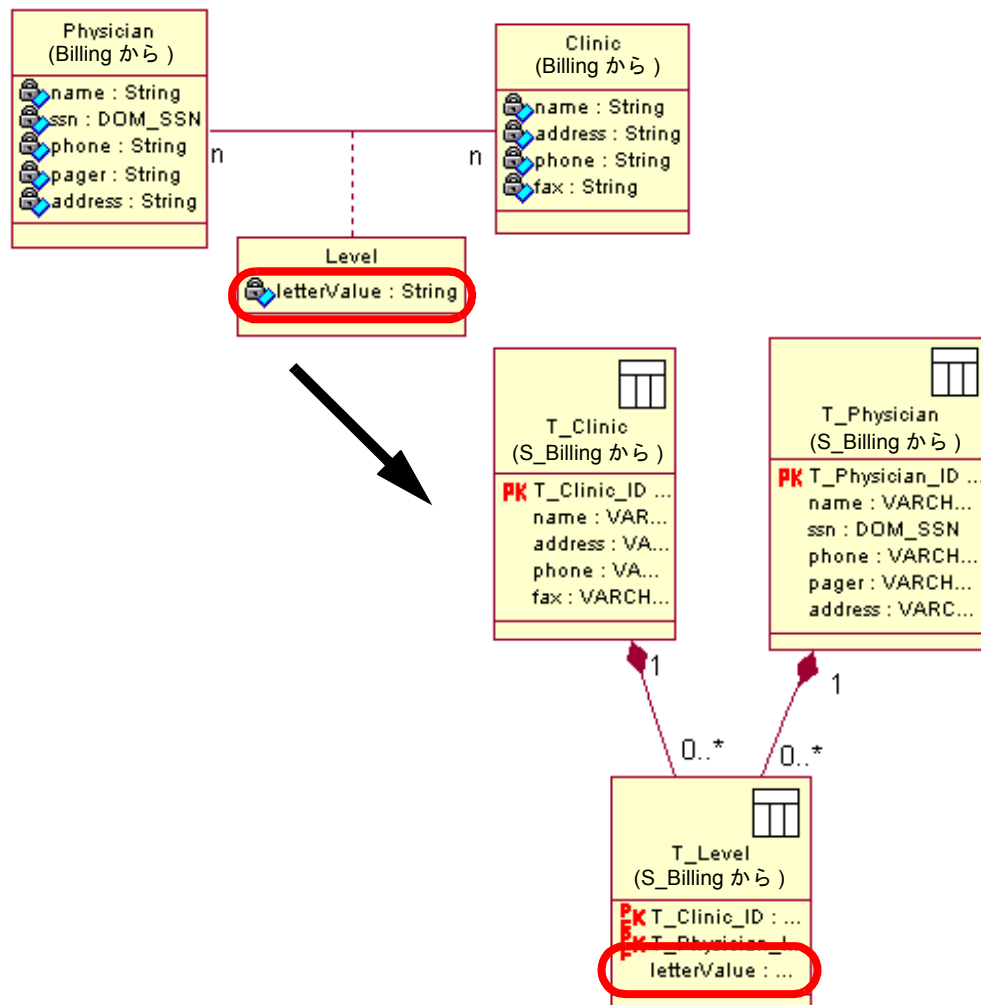 Physician
(Billing から )
name : String
ssn : DOM_SSN
phone : String
pager : String
address : String
n
n
Clinic
(Billing から )
name : String
address : String
phone : String
fax : String
Level
letterValue : String
T_Clinic
(S_Billing から )
PK T_Clinic_ID ...
name : VAR...
address : VA...
phone : VA...
fax : VARCH...
T_Physician
(S_Billing から )
PK T_Physician_ID ...
name : VARCH...
ssn : DOM_SSN
phone : VARCH...
pager : VARCH...
address : VARC...
1
1
0..*
0..*
T_Level
(S_Billing から )
T_Clinic_ID : ...
letterValue : ...